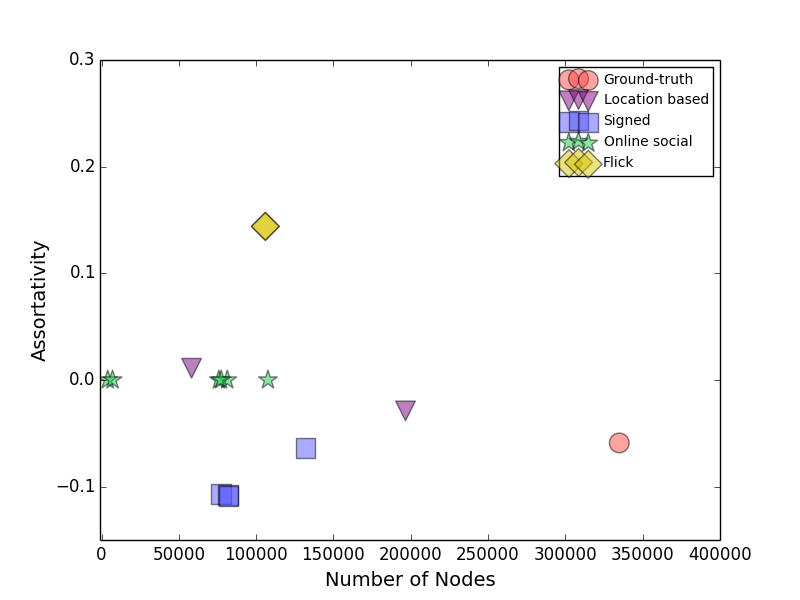 0.3
0.2
0.1
0.0
−0.1
Assortativity
Ground-truth
Location based
Signed
Online social
Flick
0 50000 100000 150000 200000 250000 300000 350000 400000
Number of Nodes